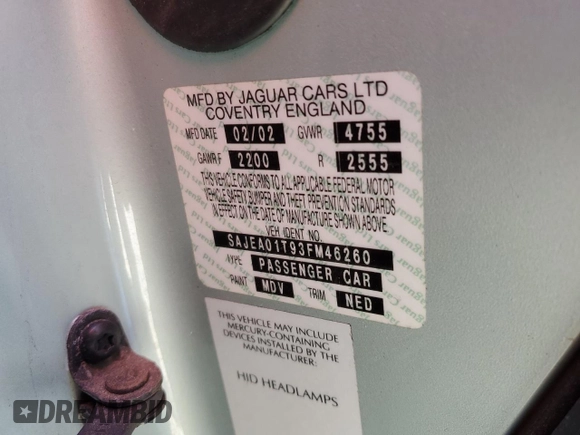 MFD BY JAGUAR CARS LTD
COVENTRY ENGLAND
MFD DATE 02/02 GVWR 4755
GAWR F 2200 R 2555
THIS VEHICLE CONFORMS TO ALL APPLICABLE FEDERAL MOTOR
VEHICLE SAFETY, BUMPER AND THEFT PREVENTION STANDARDS
IN EFFECT ON THE DATE OF MANUFACTURE SHOWN ABOVE
VEH IDENT NO
SAJEA01T93FM46260
TYPE PASSENGER CAR
PAINT MDV TRIM NED
THIS VEHICLE MAY INCLUDE
MERCURY-CONTAINING
DEVICES INSTALLED BY THE
MANUFACTURER:
HID HEADLAMPS
DREAMBID